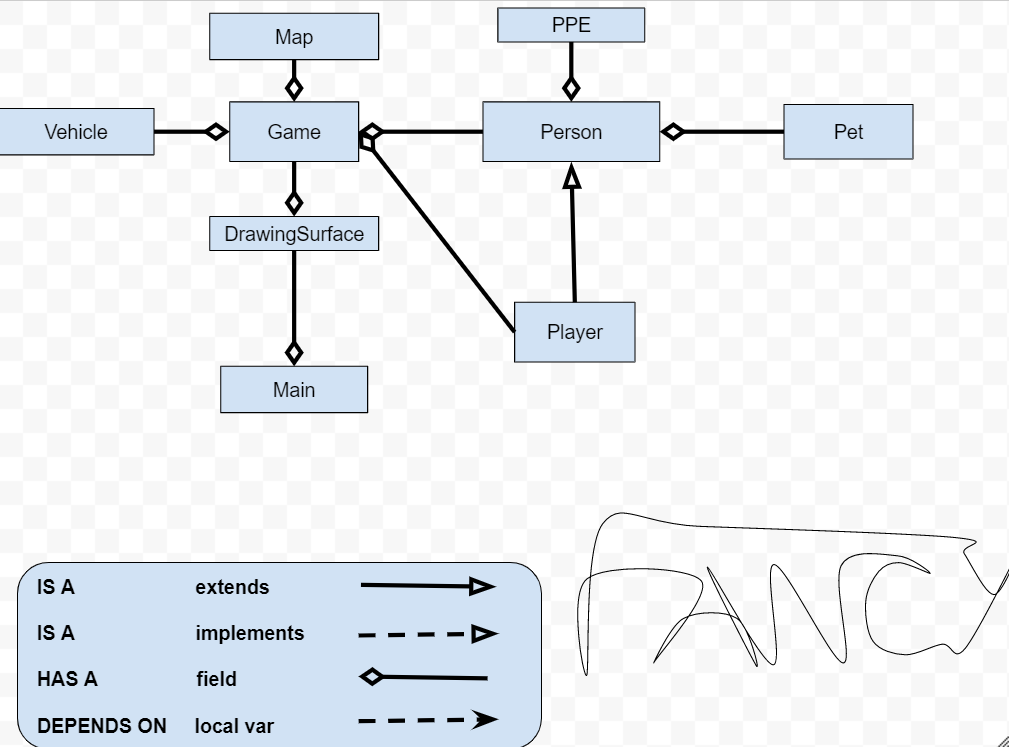 Map
PPE
Vehicle
Game
Person
Pet
DrawingSurface
Player
Main
IS A extends
IS A implements
HAS A field
DEPENDS ON local var
FANCY